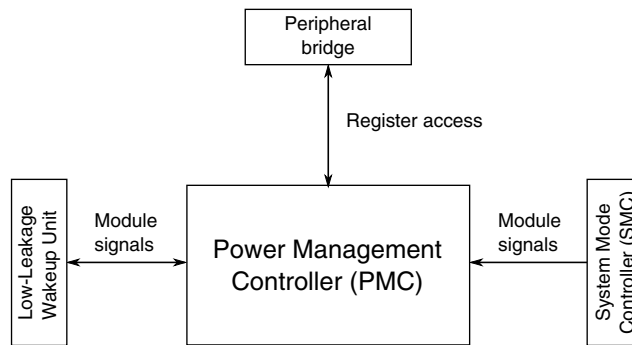 Peripheral
bridge
Register access
Low-Leakage
Wakeup Unit
Module
signals
Power Management
Controller (PMC)
Module
signals
System Mode
Controller (SMC)